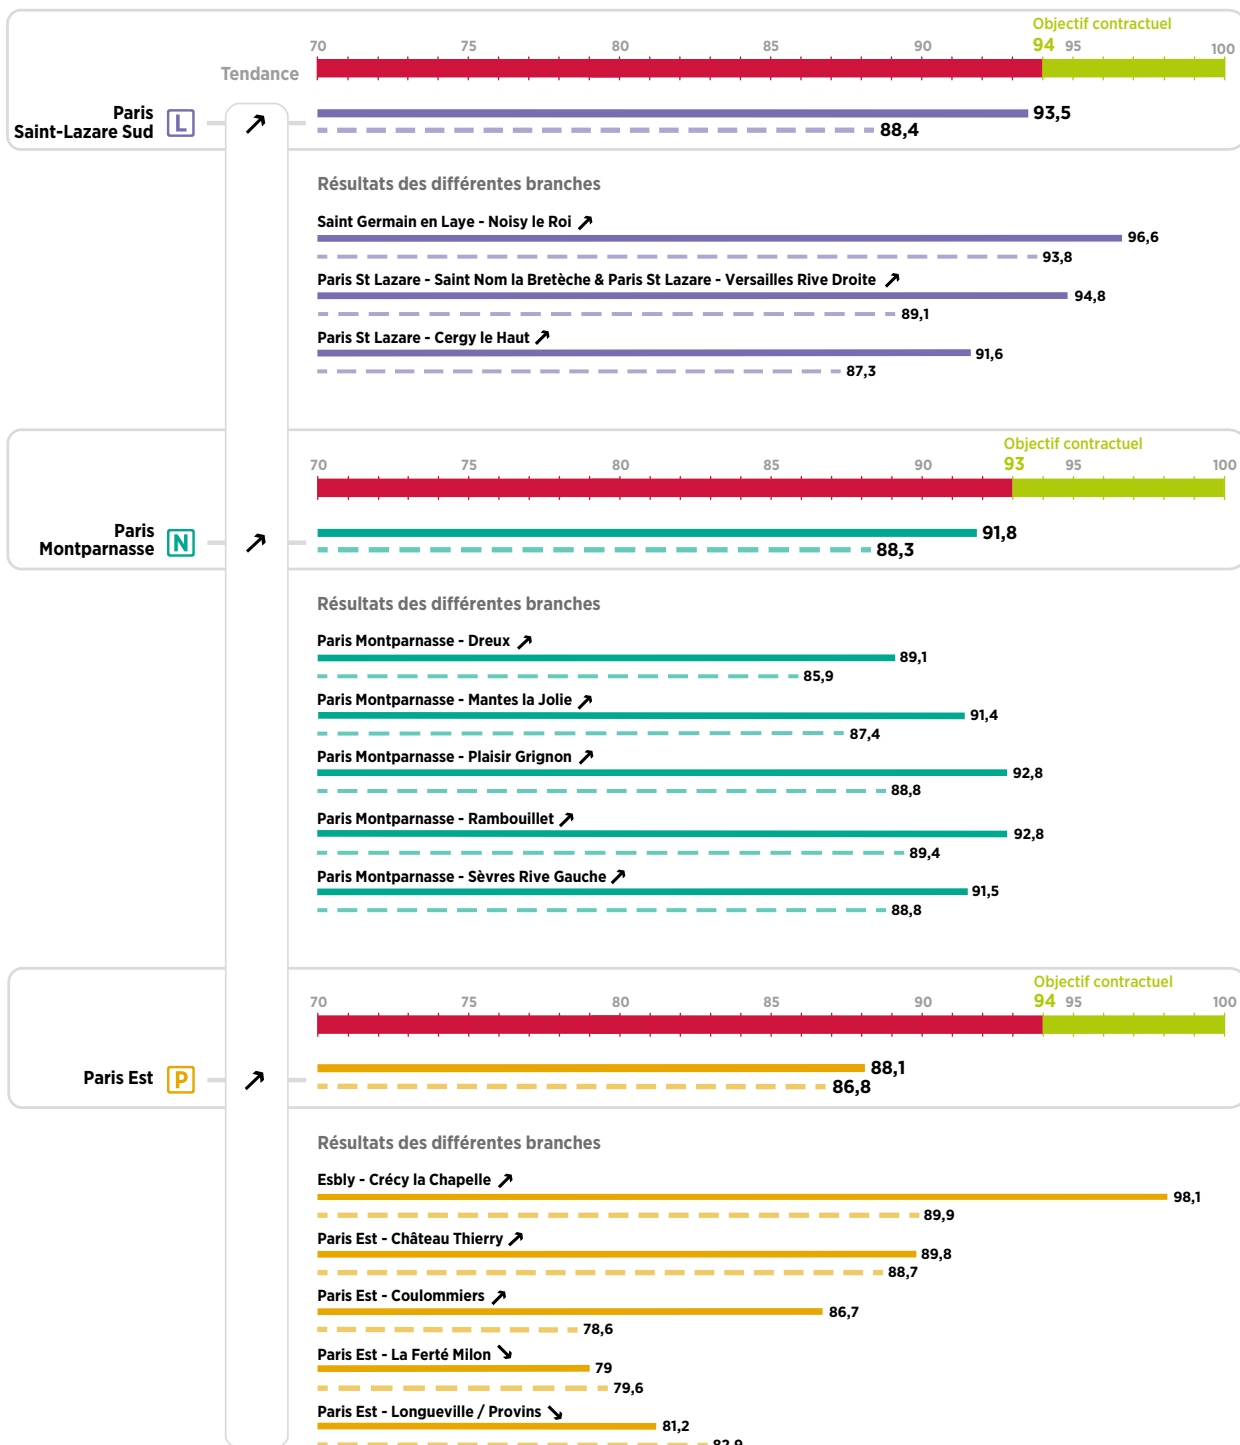 Objectif contractuel
70 75 80 85 90 94 95 100
Tendance
Paris
Saint-Lazare Sud L
93,5
88,4
Résultats des différentes branches
Saint Germain en Laye - Noisy le Roi
96,6
93,8
Paris St Lazare - Saint Nom la Bretèche & Paris St Lazare - Versailles Rive Droite
94,8
89,1
Paris St Lazare - Cergy le Haut
91,6
87,3
Objectif contractuel
70 75 80 85 90 93 95 100
Paris
Montparnasse N
91,8
88,3
Résultats des différentes branches
Paris Montparnasse - Dreux
89,1
85,9
Paris Montparnasse - Mantes la Jolie
91,4
87,4
Paris Montparnasse - Plaisir Grignon
92,8
88,8
Paris Montparnasse - Rambouillet
92,8
89,4
Paris Montparnasse - Sèvres Rive Gauche
91,5
88,8
Objectif contractuel
70 75 80 85 90 94 95 100
Paris Est P
88,1
86,8
Résultats des différentes branches
Esbly - Crécy la Chapelle
98,1
89,9
Paris Est - Château Thierry
89,8
88,7
Paris Est - Coulommiers
86,7
78,6
Paris Est - La Ferté Milon
79
79,6
Paris Est - Longueville / Provins
81,2
82,9